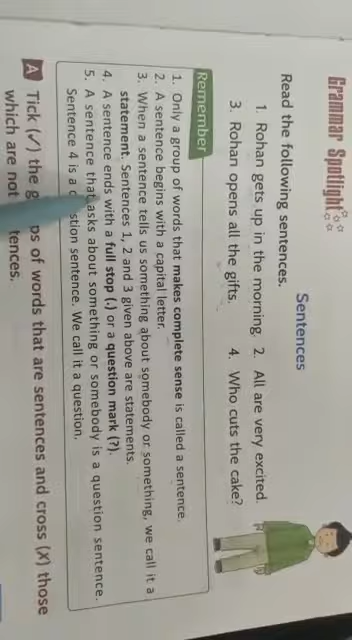 Grammar Spotlight
Sentences
Read the following sentences.
1. Rohan gets up in the morning. 2. All are very excited.
3. Rohan opens all the gifts. 4. Who cuts the cake?
Remember
1. Only a group of words that makes complete sense is called a sentence.
2. A sentence begins with a capital letter.
3. When a sentence tells us something about somebody or something, we call it a
statement. Sentences 1, 2 and 3 given above are statements.
4. A sentence ends with a full stop (.) or a question mark (?).
5. A sentence that asks about something or somebody is a question sentence.
Sentence 4 is a stion sentence. We call it a question.
A Tick (✓) the g ps of words that are sentences and cross (X) those
which are not tences.